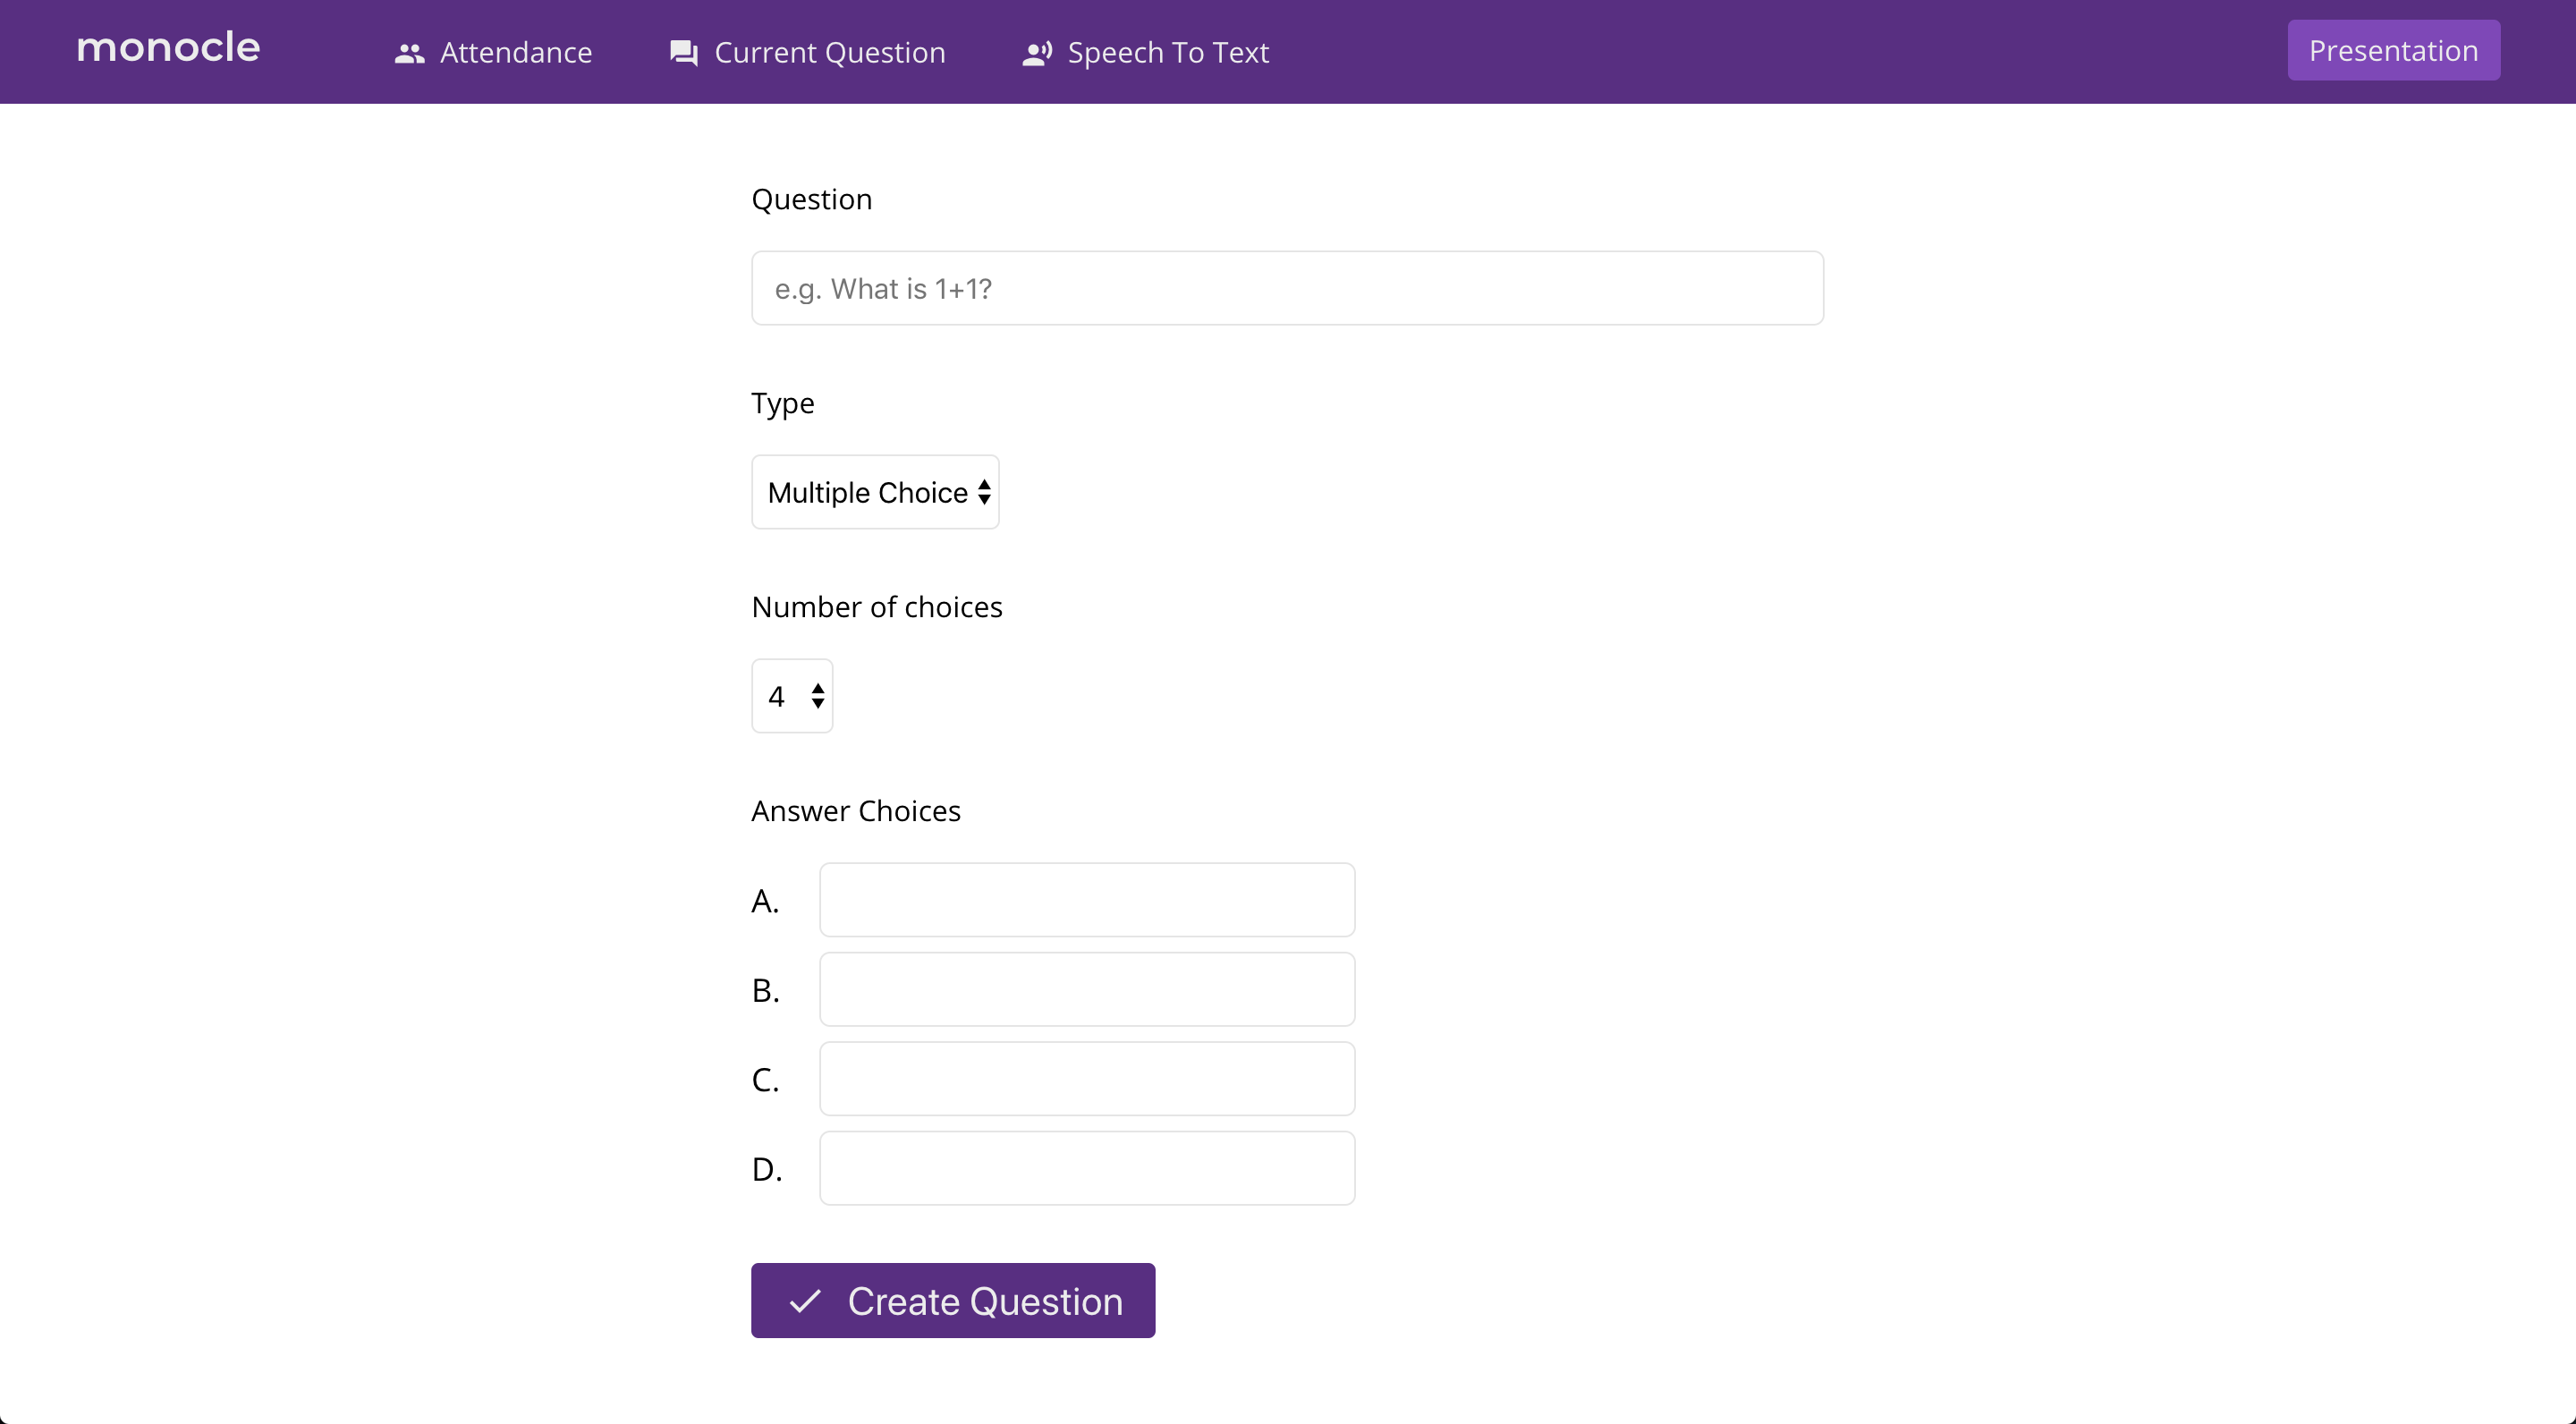 monocle
Attendance
Current Question
Speech To Text
Presentation
Question
e.g. What is 1+1?
Type
Multiple Choice
Number of choices
4
Answer Choices
A.
B.
C.
D.
Create Question